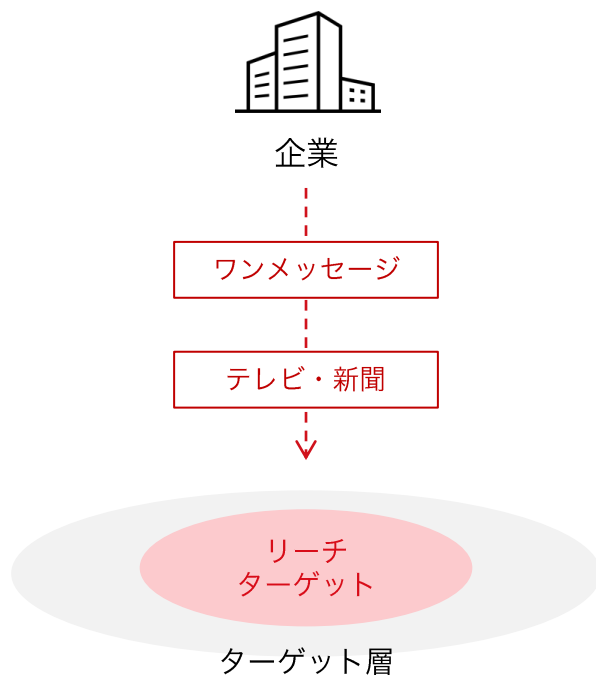 企業
ワンメッセージ
テレビ・新聞
リーチ
ターゲット
ターゲット層